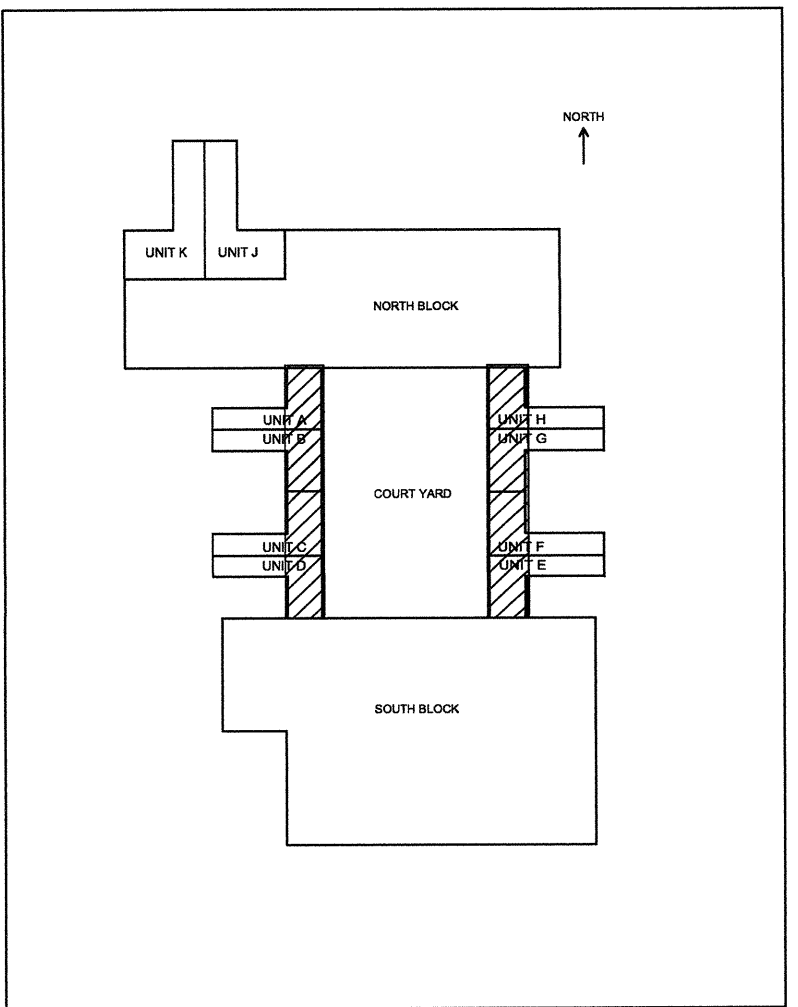 NORTH
UNIT K
UNIT J
NORTH BLOCK
UNIT A
UNIT H
UNIT B
UNIT G
COURT YARD
UNIT C
UNIT F
UNIT D
UNIT E
SOUTH BLOCK